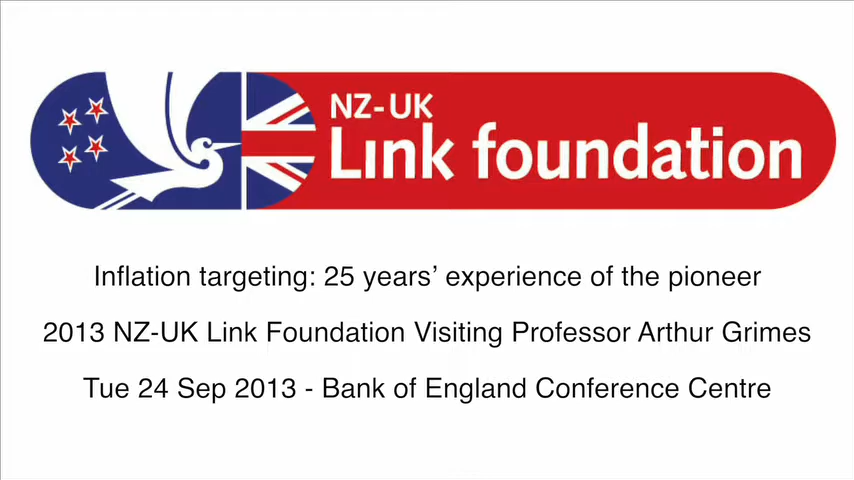 NZ-UK
Link foundation
Inflation targeting: 25 years’ experience of the pioneer
2013 NZ-UK Link Foundation Visiting Professor Arthur Grimes
Tue 24 Sep 2013 - Bank of England Conference Centre